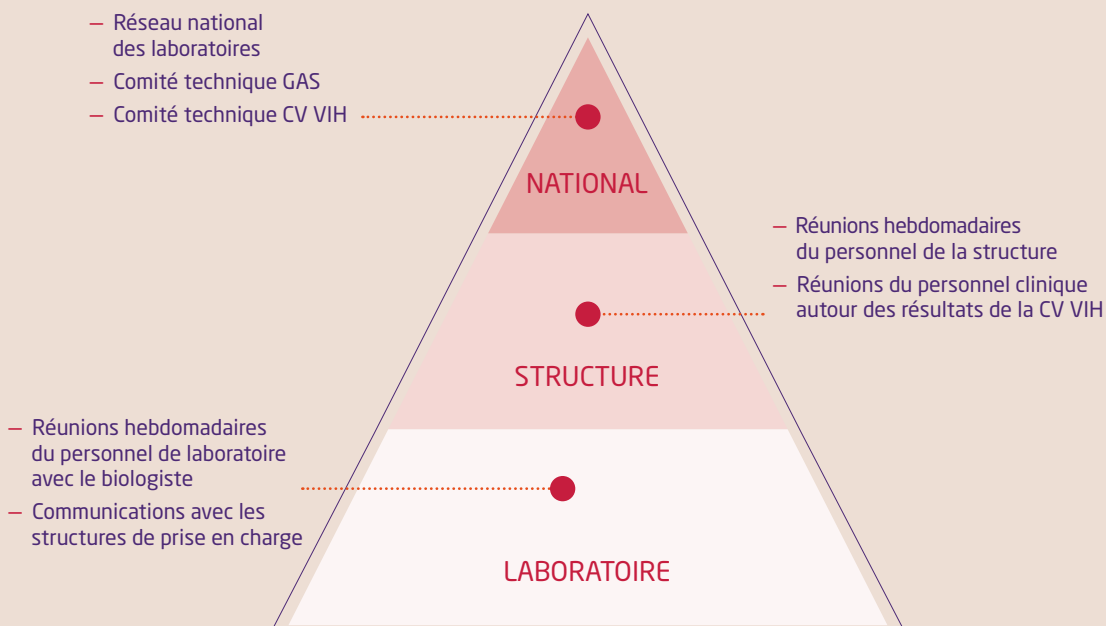 — Réseau national
des laboratoires
— Comité technique GAS
— Comité technique CV VIH
NATIONAL
— Réunions hebdomadaires
du personnel de la structure
— Réunions du personnel clinique
autour des résultats de la CV VIH
STRUCTURE
— Réunions hebdomadaires
du personnel de laboratoire
avec le biologiste
— Communications avec les
structures de prise en charge
LABORATOIRE